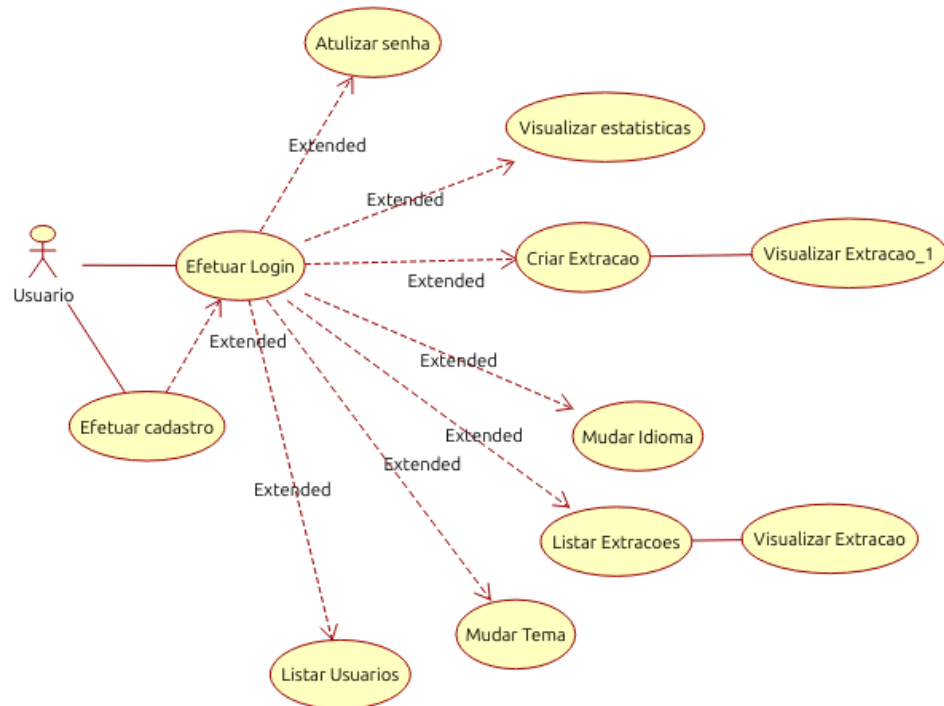 Atulizar senha
Extended
Visualizar estatisticas
Extended
Usuario
Efetuar Login
Extended
Criar Extracao
Visualizar Extracao_1
Extended
Efetuar cadastro
Extended
Mudar Idioma
Extended
Extended
Extended
Listar Extracoes
Visualizar Extracao
Mudar Tema
Listar Usuarios